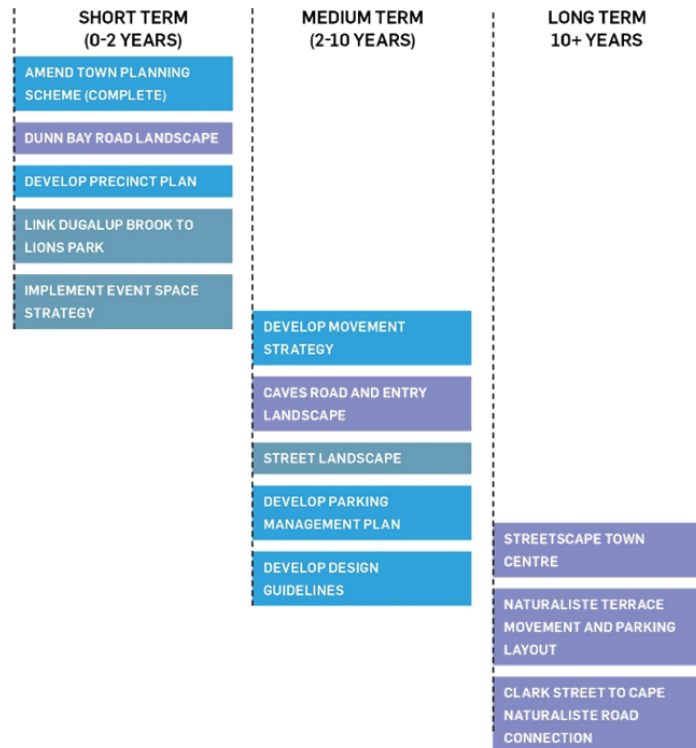 SHORT TERM
(0-2 YEARS)
AMEND TOWN PLANNING
SCHEME (COMPLETE)
DUNN BAY ROAD LANDSCAPE
DEVELOP PRECINCT PLAN
LINK DUGALUP BROOK TO
LIONS PARK
IMPLEMENT EVENT SPACE
STRATEGY
MEDIUM TERM
(2-10 YEARS)
DEVELOP MOVEMENT
STRATEGY
CAVES ROAD AND ENTRY
LANDSCAPE
STREET LANDSCAPE
DEVELOP PARKING
MANAGEMENT PLAN
DEVELOP DESIGN
GUIDELINES
LONG TERM
10+ YEARS
STREETSCAPE TOWN
CENTRE
NATURALISTE TERRACE
MOVEMENT AND PARKING
LAYOUT
CLARK STREET TO CAPE
NATURALISTE ROAD
CONNECTION